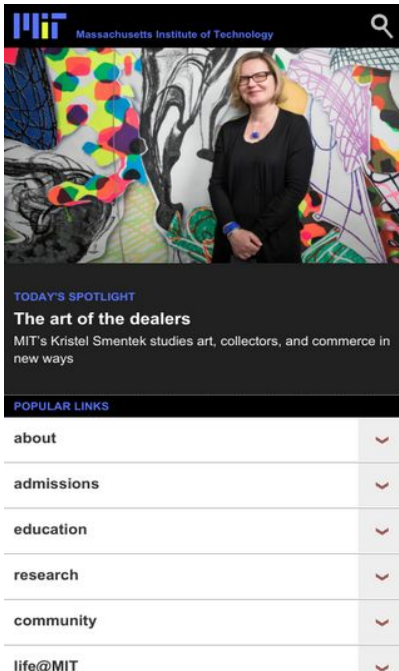 MIT Massachusetts Institute of Technology
TODAY'S SPOTLIGHT
The art of the dealers
MIT's Kristel Smentek studies art, collectors, and commerce in
new ways
POPULAR LINKS
about
admissions
education
research
community
life@MIT